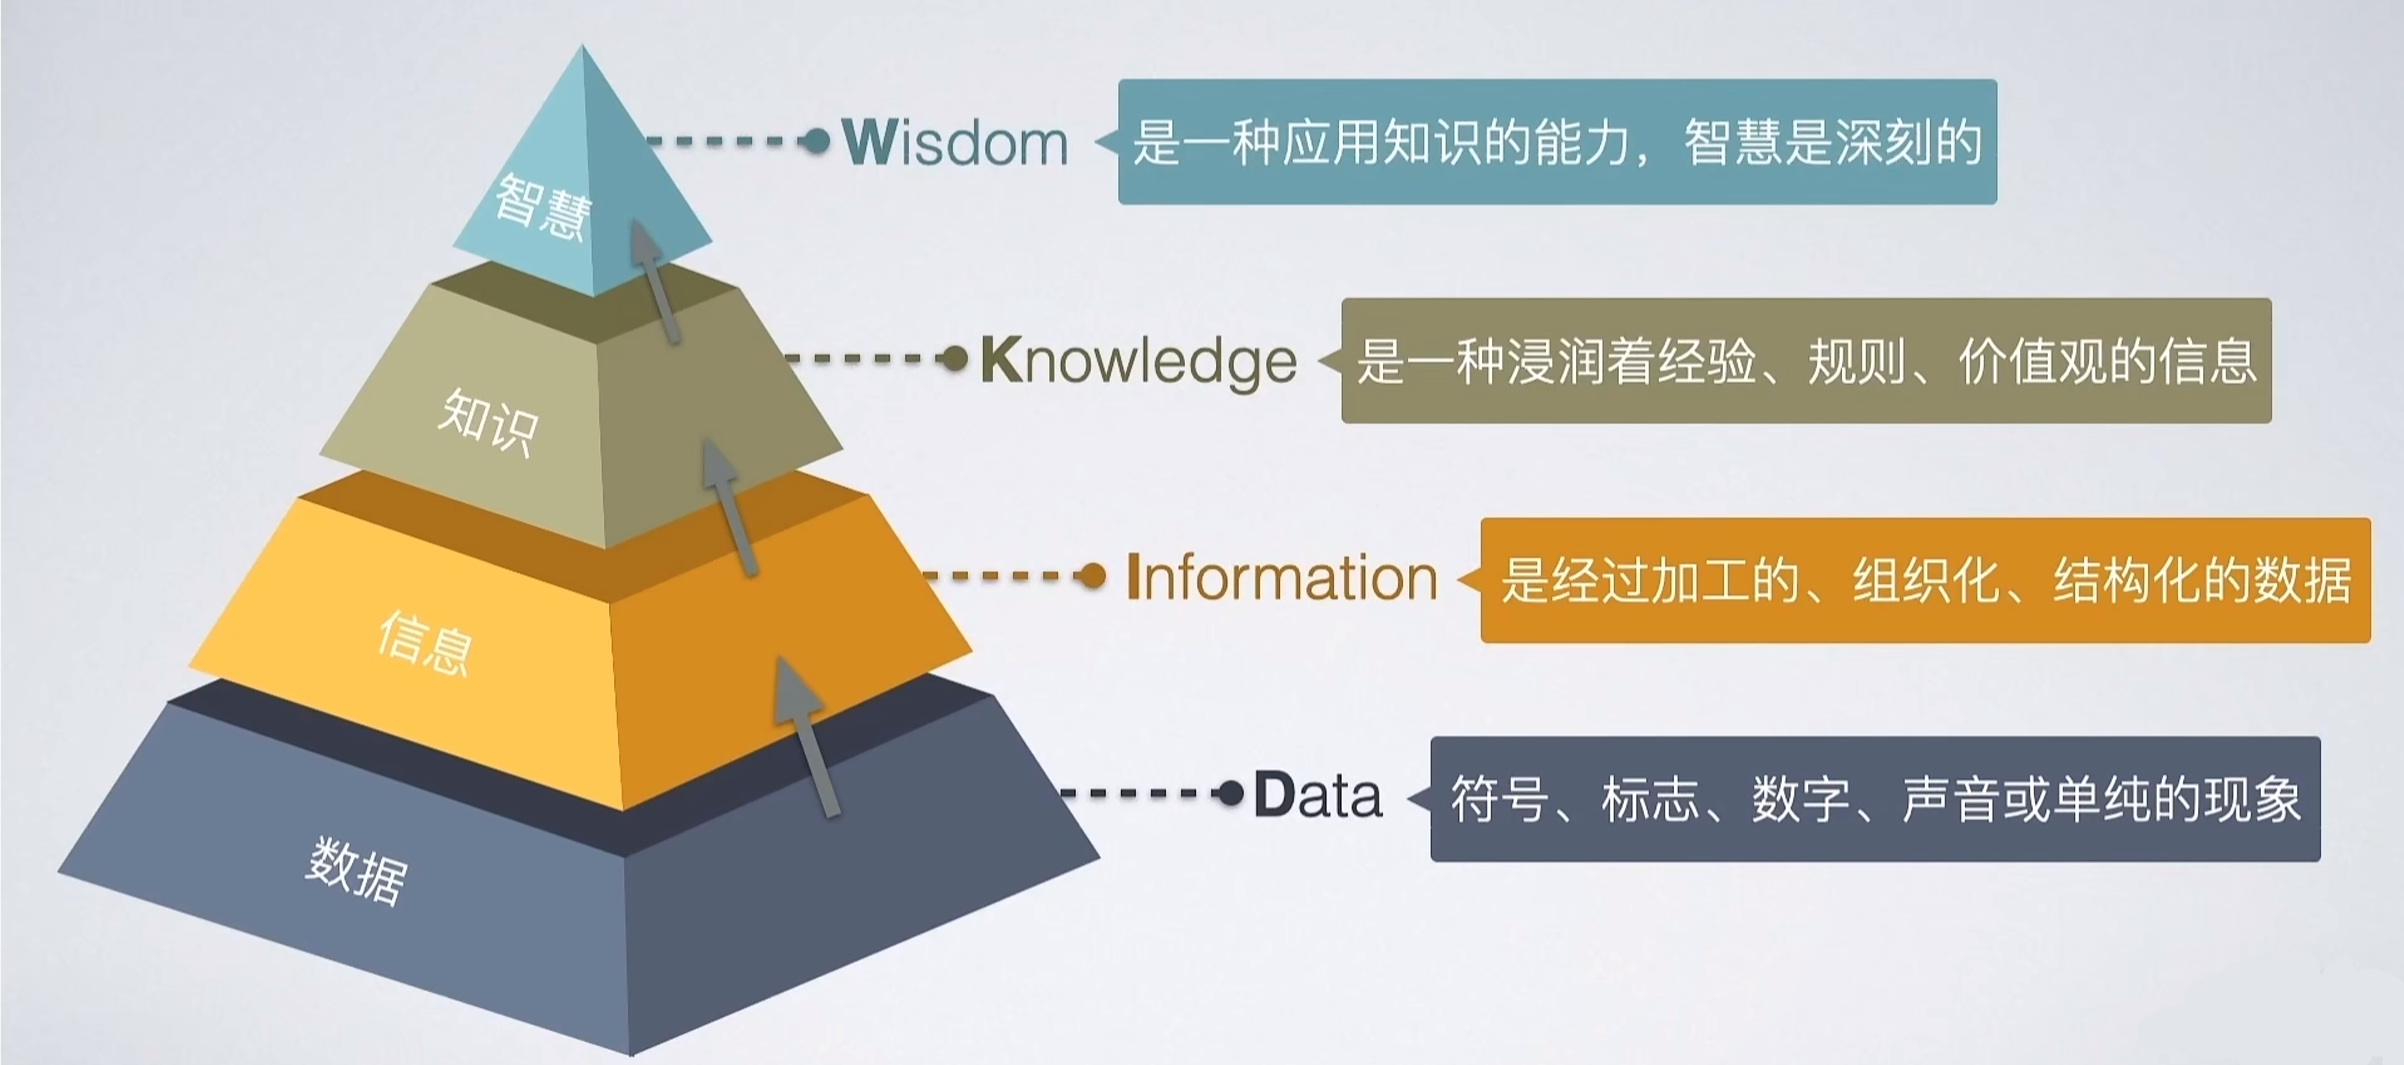 智慧
Wisdom
是一种应用知识的能力，智慧是深刻的
知识
Knowledge
是一种浸润着经验、规则、价值观的信息
信息
Information
是经过加工的、组织化、结构化的数据
数据
Data
符号、标志、数字、声音或单纯的现象